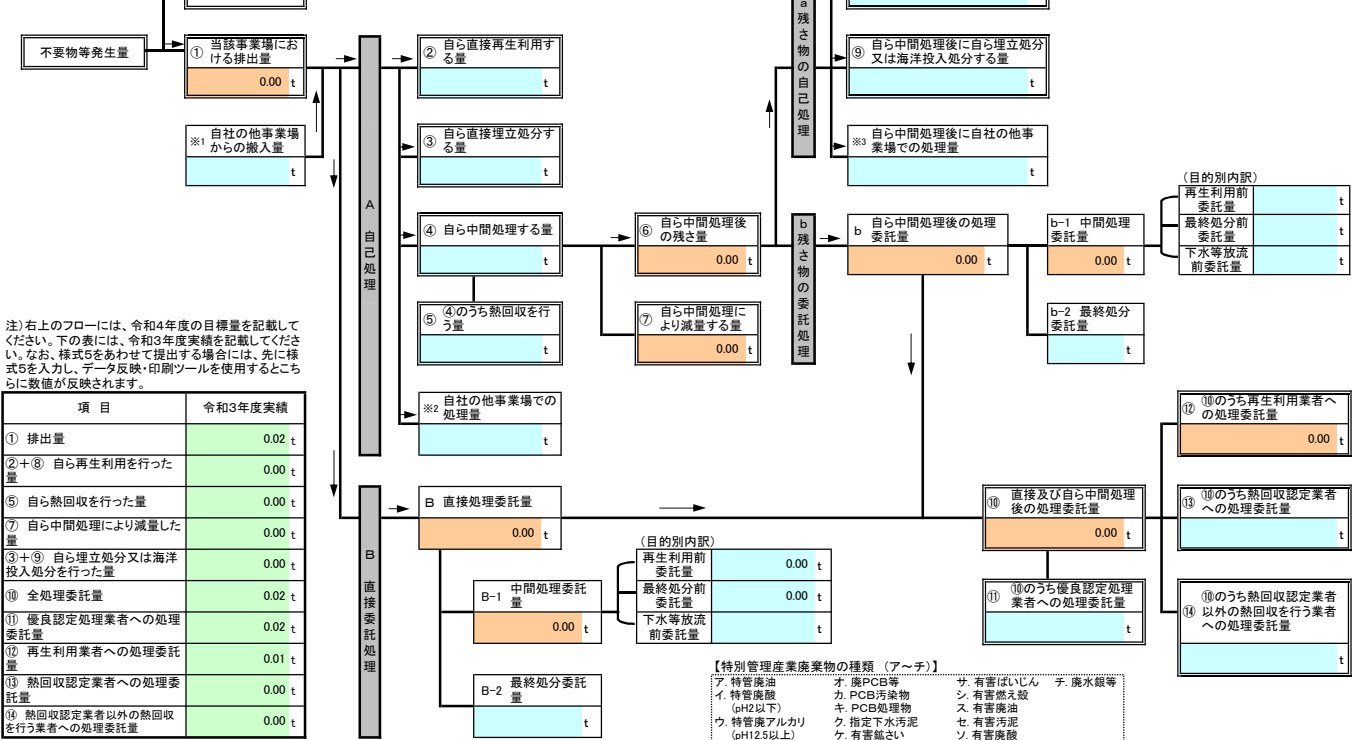 不要物等発生量
① 当該事業場にお
ける排出量
0.00 t
※1 自社の他事業場
からの搬入量
t
A 自己処理
② 自ら直接再生利用す
る量
t
③ 自ら直接埋立処分す
る量
t
④ 自ら中間処理する量
t
⑤ ④のうち熱回収を行
う量
t
※2 自社の他事業場での
処理量
t
⑥ 自ら中間処理後
の残さ量
0.00 t
⑦ 自ら中間処理に
より減量する量
0.00 t
a 残さ物の自己処理
⑨ 自ら中間処理後に自ら埋立処分
又は海洋投入処分する量
t
※3 自ら中間処理後に自社の他事
業場での処理量
t
b 残さ物の委託処理
b 自ら中間処理後の処理
委託量
0.00 t
b-1 中間処理
委託量
0.00 t
(目的別内訳)
再生利用前
委託量
t
最終処分前
委託量
t
下水等放流
前委託量
t
b-2 最終処分
委託量
t
注)右上のフローには、令和4年度の目標量を記載して
ください。下の表には、令和3年度実績を記載してくださ
い。なお、様式5をあわせて提出する場合には、先に様
式5を入力し、データ反映・印刷ツールを使用するとこち
らに数値が反映されます。
項 目 令和3年度実績
① 排出量 0.02 t
②+⑧ 自ら再生利用を行った
量 0.00 t
⑤ 自ら熱回収を行った量 0.00 t
⑦ 自ら中間処理により減量した
量 0.00 t
③+⑨ 自ら埋立処分又は海洋
投入処分を行った量 0.00 t
⑩ 全処理委託量 0.02 t
⑪ 優良認定処理業者への処理
委託量 0.02 t
⑫ 再生利用業者への処理委託
量 0.01 t
⑬ 熱回収認定業者への処理委
託量 0.00 t
⑭ 熱回収認定業者以外の熱回収
を行う業者への処理委託量 0.00 t
B 直接委託処理
B 直接処理委託量
0.00 t
B-1 中間処理委託
量
0.00 t
(目的別内訳)
再生利用前
委託量
0.00 t
最終処分前
委託量
0.00 t
下水等放流
前委託量
t
B-2 最終処分委託
量
t
⑩ 直接及び自ら中間処理
後の処理委託量
0.00 t
⑪ ⑩のうち優良認定処理
業者への処理委託量
t
⑫ ⑩のうち再生利用業者へ
の処理委託量
0.00 t
⑬ ⑩のうち熱回収認定業者
への処理委託量
t
⑭ ⑩のうち熱回収認定業者
以外の熱回収を行う業者
への処理委託量
t
【特別管理産業廃棄物の種類 (ア~チ)】
ア. 特管廃油 オ. 廃PCB等 サ. 有害ばいじん チ. 廃水銀等
イ. 特管廃酸 カ. PCB汚染物 シ. 有害燃え殻
(pH2以下) キ. PCB処理物 ス. 有害廃油
ウ. 特管廃アルカリ ク. 指定下水汚泥 セ. 有害汚泥
(pH12.5以上) ケ. 有害鉱さい ソ. 有害廃酸